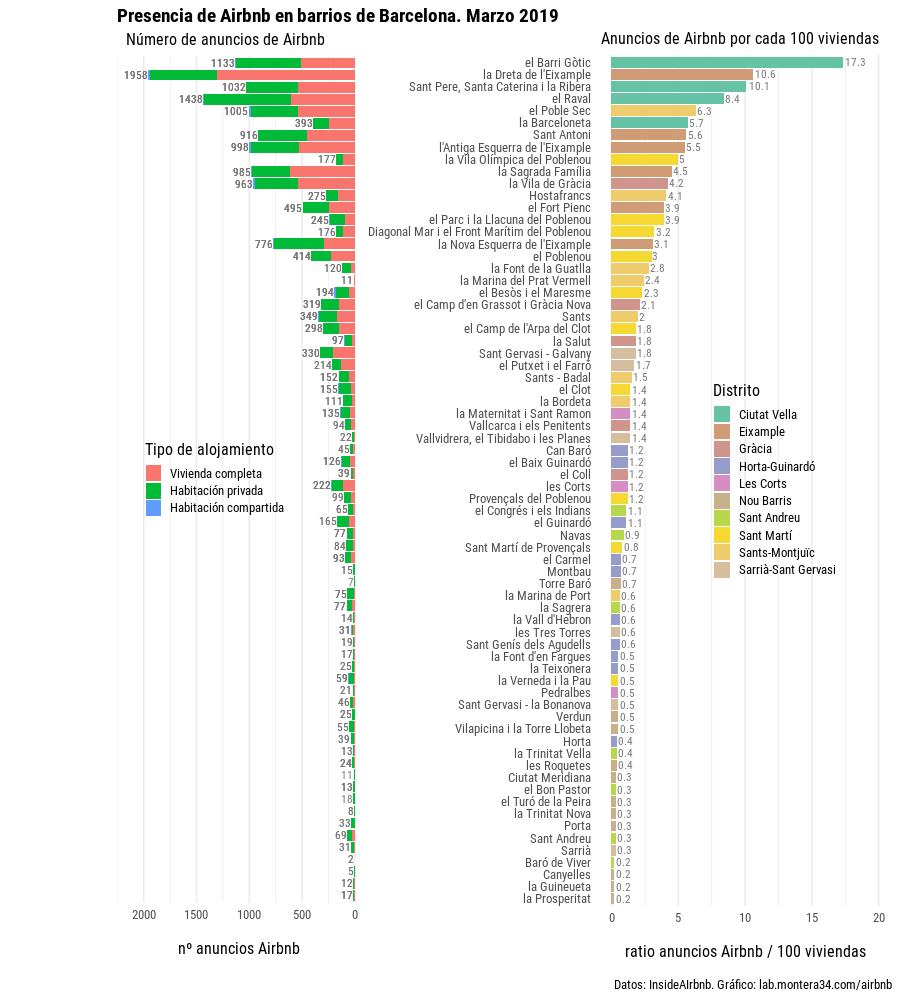 Presencia de Airbnb en barrios de Barcelona. Marzo 2019
Número de anuncios de Airbnb
Anuncios de Airbnb por cada 100 viviendas
1133 el Barri Gòtic 17.3
1958 la Dreta de l'Eixample 10.6
1032 Sant Pere, Santa Caterina i la Ribera 10.1
1438 el Raval 8.4
1005 el Poble Sec 6.3
393 la Barceloneta 5.7
916 Sant Antoni 5.6
998 l'Antiga Esquerra de l'Eixample 5.5
177 la Vila Olímpica del Poblenou 5
985 la Sagrada Família 4.5
963 la Vila de Gràcia 4.2
275 Hostafrancs 4.1
495 el Fort Pienc 3.9
245 el Parc i la Llacuna del Poblenou 3.9
176 Diagonal Mar i el Front Marítim del Poblenou 3.2
776 la Nova Esquerra de l'Eixample 3.1
414 el Poblenou 3
120 la Font de la Guatlla 2.8
11 la Marina del Prat Vermell 2.4
194 el Besòs i el Maresme 2.3
319 el Camp d'en Grassot i Gràcia Nova 2.1
349 Sants 2
298 el Camp de l'Arpa del Clot 1.8
97 la Salut 1.8
330 Sant Gervasi - Galvany 1.8
214 el Putxet i el Farró 1.7
152 Sants - Badal 1.5
155 el Clot 1.4
111 la Bordeta 1.4
135 la Maternitat i Sant Ramon 1.4
94 Vallcarca i els Penitents 1.4
22 Vallvidrera, el Tibidabo i les Planes 1.4
45 Can Baró 1.2
126 el Baix Guinardó 1.2
39 el Coll 1.2
222 les Corts 1.2
99 Provençals del Poblenou 1.2
65 el Congrés i els Indians 1.1
165 el Guinardó 1.1
77 Navas 0.9
84 Sant Martí de Provençals 0.8
93 el Carmel 0.7
15 Montbau 0.7
7 Torre Baró 0.7
75 la Marina de Port 0.6
77 la Sagrera 0.6
14 la Vall d'Hebron 0.6
31 les Tres Torres 0.6
19 Sant Genís dels Agudells 0.6
17 la Font d'en Fargues 0.5
25 la Teixonera 0.5
59 la Verneda i la Pau 0.5
21 Pedralbes 0.5
46 Sant Gervasi - la Bonanova 0.5
25 Verdun 0.5
55 Vilapicina i la Torre Llobeta 0.5
39 Horta 0.4
13 la Trinitat Vella 0.4
24 les Roquetes 0.4
11 Ciutat Meridiana 0.3
13 el Bon Pastor 0.3
18 el Turó de la Peira 0.3
8 la Trinitat Nova 0.3
33 Porta 0.3
69 Sant Andreu 0.3
31 Sarrià 0.3
2 Baró de Viver 0.2
5 Canyelles 0.2
12 la Guineueta 0.2
17 la Prosperitat 0.2
Tipo de alojamiento
Vivienda completa
Habitación privada
Habitación compartida
Distrito
Ciutat Vella
Eixample
Gràcia
Horta-Guinardó
Les Corts
Nou Barris
Sant Andreu
Sant Martí
Sants-Montjuïc
Sarrià-Sant Gervasi
2000 1500 1000 500 0
0 5 10 15 20
nº anuncios Airbnb
ratio anuncios Airbnb / 100 viviendas
Datos: InsideAIrbnb. Gráfico: lab.montera34.com/airbnb